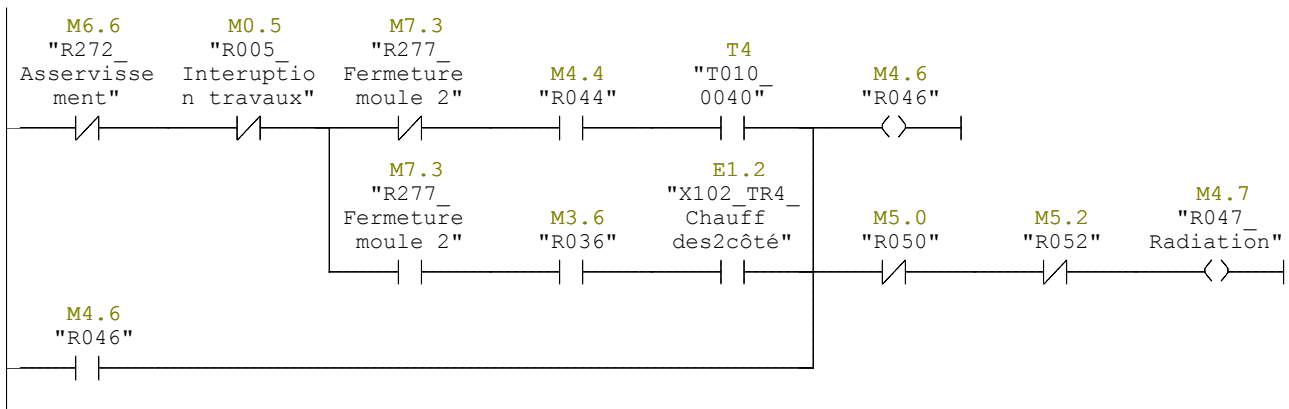 M6.6 M0.5 M7.3
"R272_ "R005_ "R277_ T4
Asservisse Interuptio Fermeture M4.4 "T010_ M4.6
ment" n travaux" moule 2" "R044" 0040" "R046"
M7.3 E1.2
"R277_ "X102_TR4_ M4.7
Fermeture M3.6 Chauff M5.0 M5.2 "R047_
moule 2" "R036" des2côté" "R050" "R052" Radiation"
M4.6
"R046"